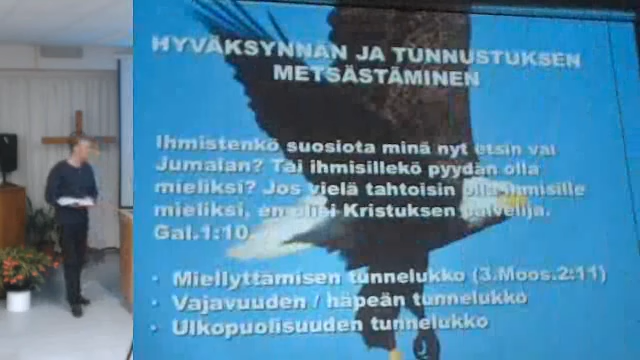 HYVÄKSYNNÄN JA TUNNUSTUKSEN
METSÄSTÄMINEN
Ihmistenkö suosiota minä nyt etsin vai
Jumalan? Tai ihmisillekö pyydän olla
mieliksi? Jos vielä tahtoisin olla ihmisille
mieliksi, en olisi Kristuksen palvelija.
Gal.1:10.
• Miellyttämisen tunnelukko (3.Moos.2:11)
• Vajavuuden / häpeän tunnelukko
• Ulkopuolisuuden tunnelukko